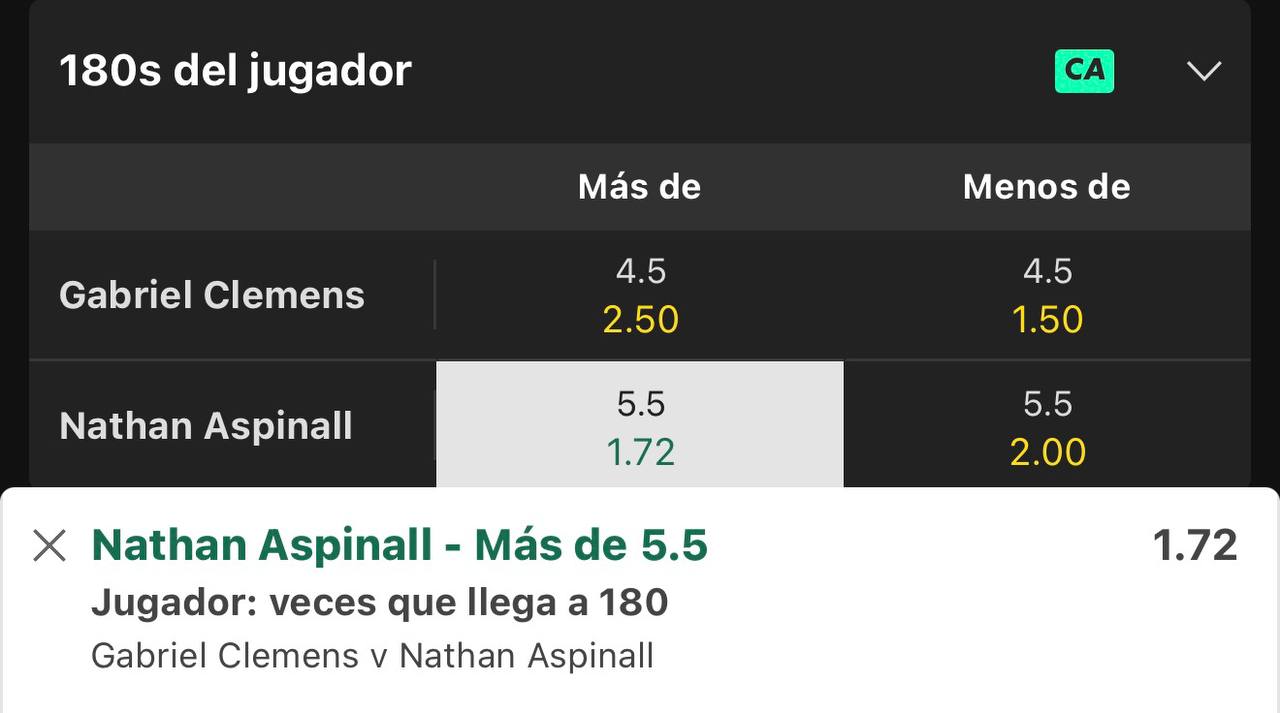 180s del jugador CA
Más de Menos de
4.5 4.5
Gabriel Clemens
2.50 1.50
5.5 5.5
Nathan Aspinall
1.72 2.00
Nathan Aspinall - Más de 5.5 1.72
Jugador: veces que llega a 180
Gabriel Clemens v Nathan Aspinall